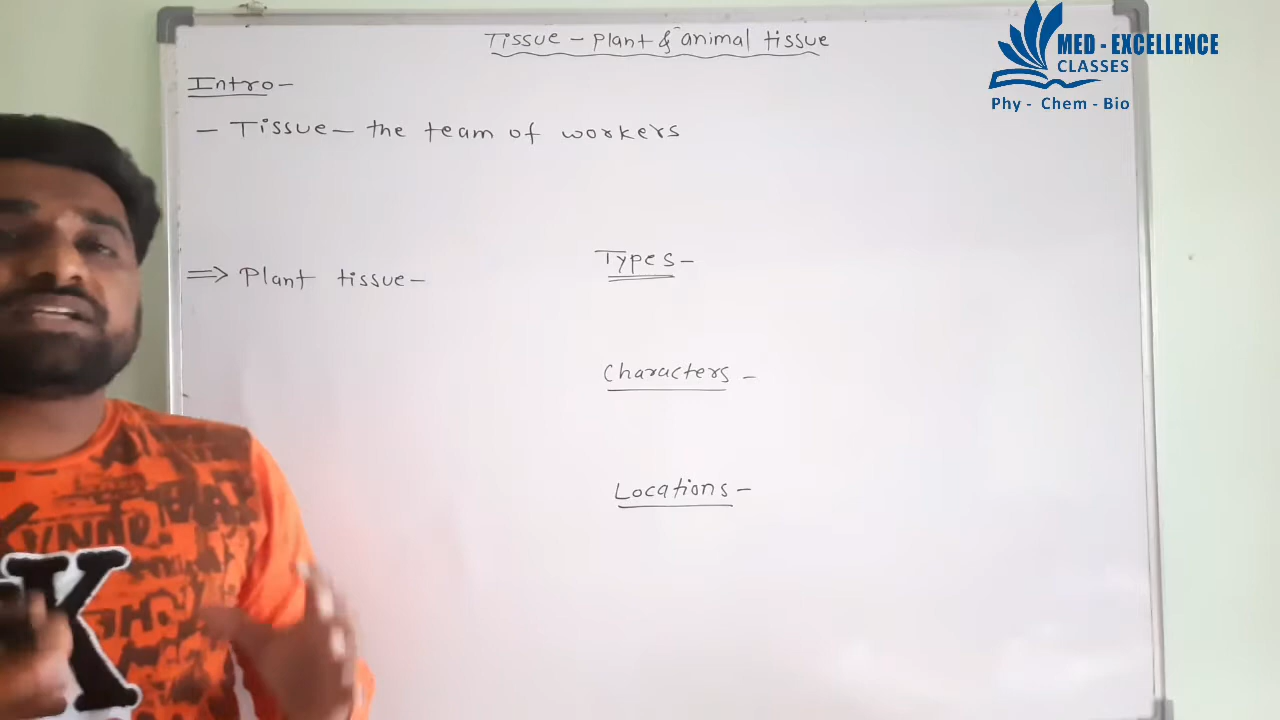 Tissue - Plant & animal tissue
MED - EXCELLENCE
CLASSES
Phy - Chem - Bio
Intro -
- Tissue - the team of workers
Types -
⇒ Plant tissue -
Characters -
Locations -
K